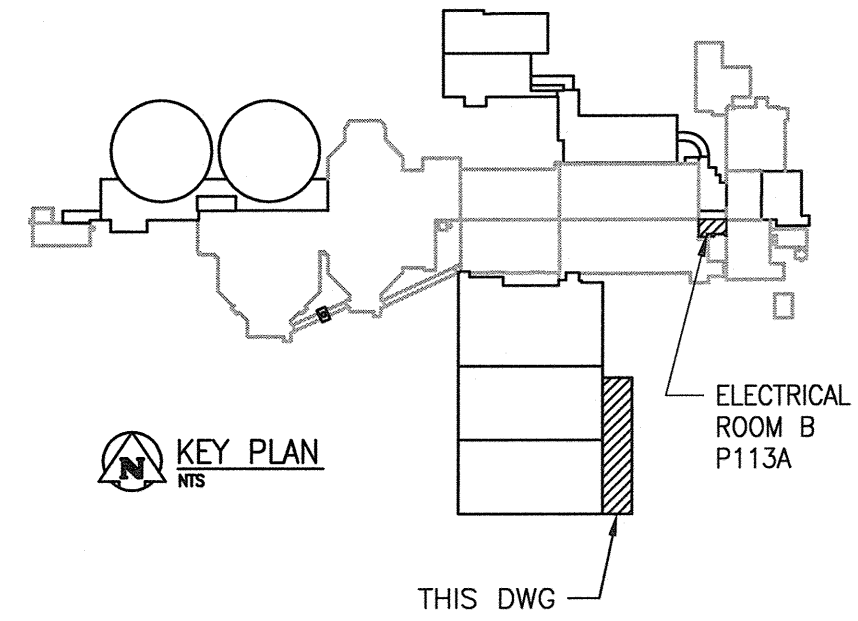 ELECTRICAL
ROOM B
P113A
N
KEY PLAN
NTS
THIS DWG